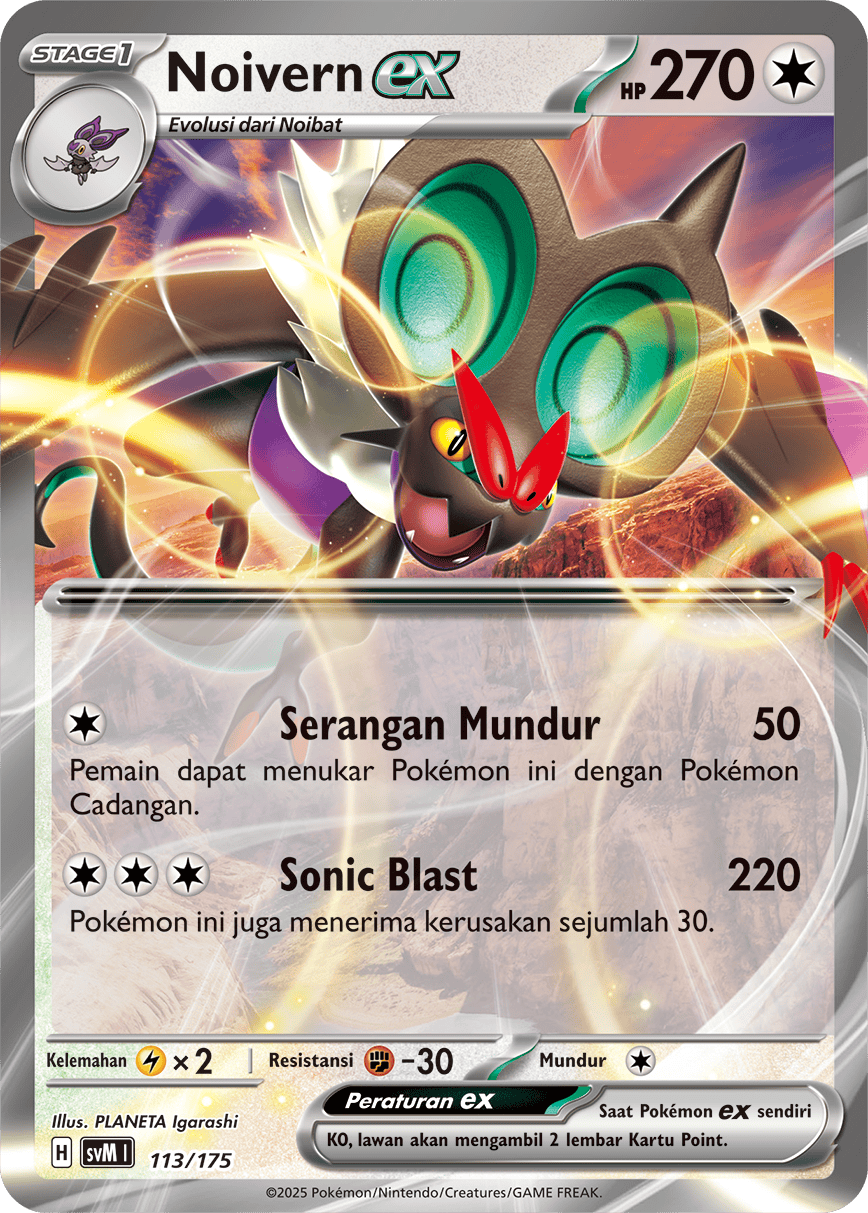 STAGE1
Noivern ex
HP 270
Evolusi dari Noibat
Serangan Mundur 50
Pemain dapat menukar Pokémon ini dengan Pokémon
Cadangan.
Sonic Blast 220
Pokémon ini juga menerima kerusakan sejumlah 30.
Kelemahan ×2 Resistansi -30 Mundur
Illus. PLANETA Igarashi
Peraturan ex Saat Pokémon ex sendiri
KO, lawan akan mengambil 2 lembar Kartu Point.
H svM I 113/175
©2025 Pokémon/Nintendo/Creatures/GAME FREAK.